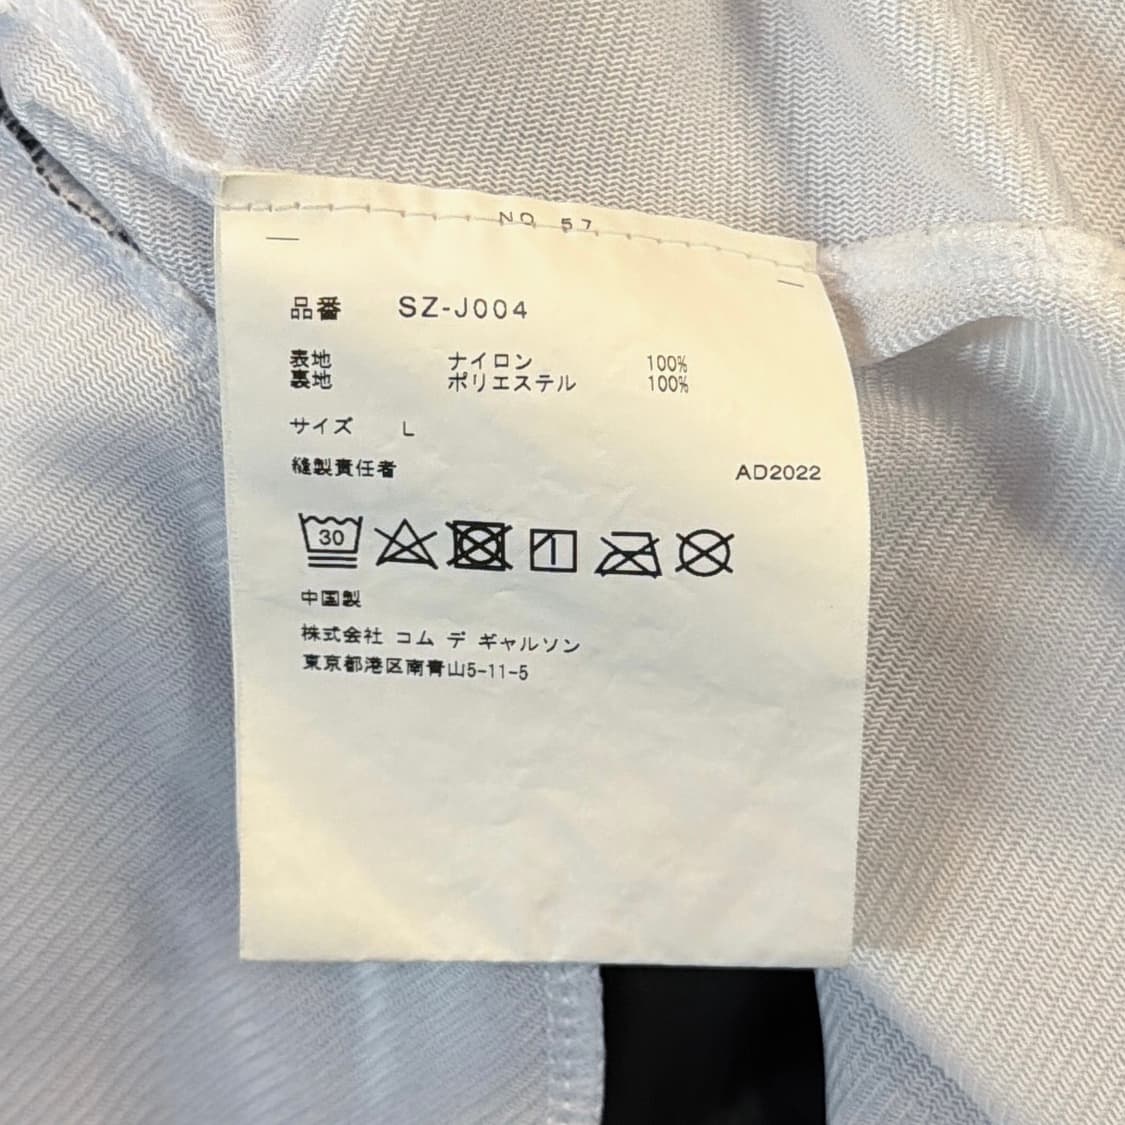 NO 57
品番 SZ-J004
表地 ナイロン 100%
裏地 ポリエステル 100%
サイズ L
縫製責任者 AD2022
30
中国製
株式会社 コム デ ギャルソン
東京都港区南青山5-11-5